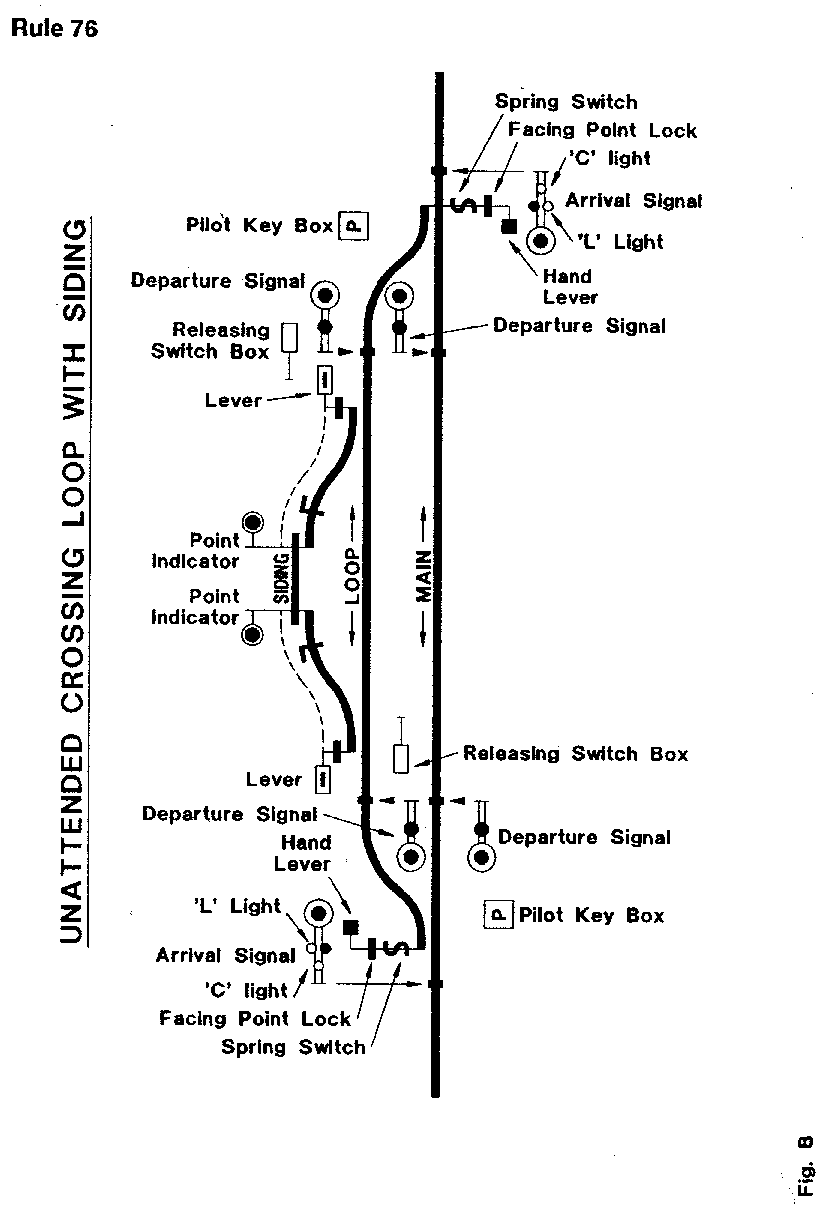 Rule 76
UNATTENDED CROSSING LOOP WITH SIDING
Spring Switch
Facing Point Lock
'C' light
Arrival Signal
'L' Light
Hand
Lever
Pilot Key Box P
Departure Signal
Departure Signal
Releasing
Switch Box
Lever
Point
Indicator
SIDING
LOOP
MAIN
Point
Indicator
Releasing Switch Box
Lever
Departure Signal
Departure Signal
Hand
Lever
'L' Light
P Pilot Key Box
Arrival Signal
'C' light
Facing Point Lock
Spring Switch
Fig. B